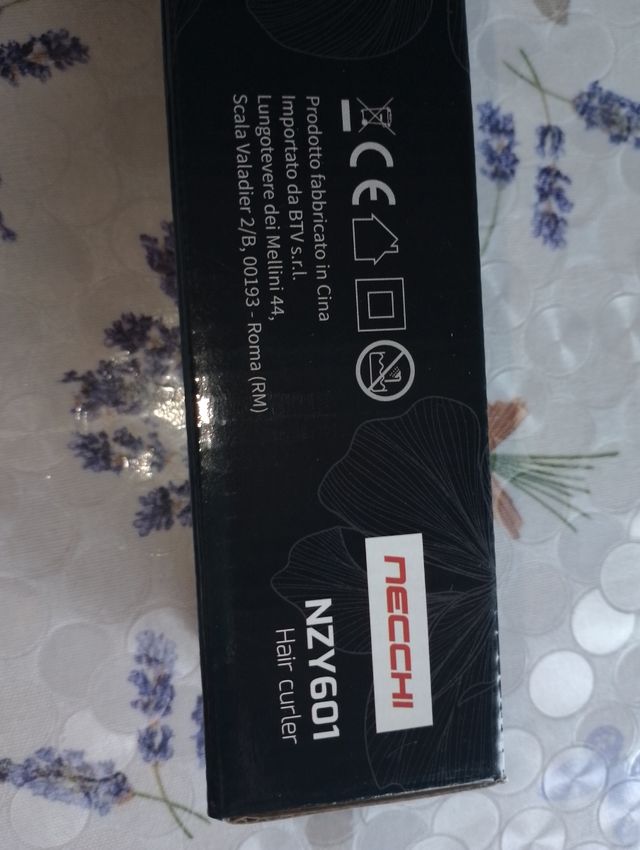 CE
Prodotto fabbricato in Cina
Importato da BTV s.r.l.
Lungotevere dei Mellini 44,
Scala Valadier 2/B, 00193 - Roma (RM)
NECCHI
NZY601
Hair curler